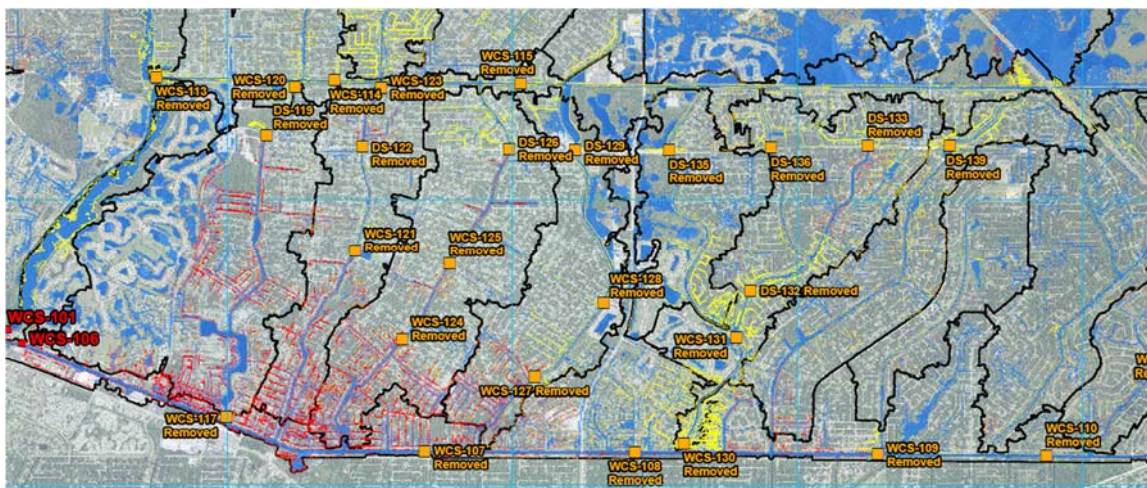 WCS-115
Removed
WCS-113
Removed
WCS-120
Removed
WCS-114
Removed
WCS-123
Removed
DS-119
Removed
DS-122
Removed
DS-126
Removed
DS-129
Removed
DS-135
Removed
DS-136
Removed
DS-133
Removed
DS-139
Removed
WCS-121
Removed
WCS-125
Removed
WCS-128
Removed
DS-132 Removed
WCS-101
WCS-106
WCS-124
Removed
WCS-131
Removed
WCS-127 Removed
WCS-117
Removed
WCS-107
Removed
WCS-108
Removed
WCS-130
Removed
WCS-109
Removed
WCS-110
Removed